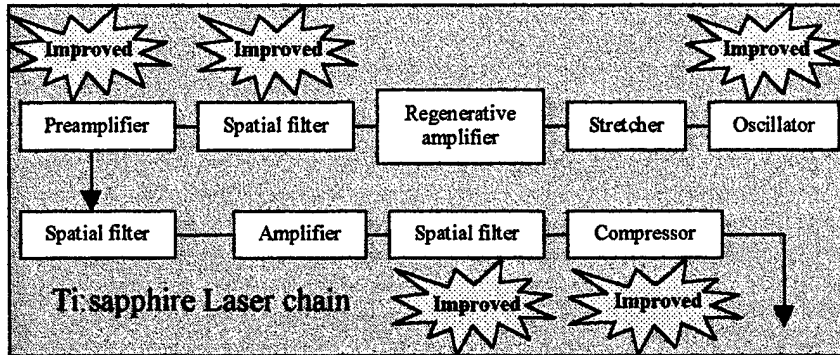 Improved
Improved
Improved
Preamplifier
Spatial filter
Regenerative
amplifier
Stretcher
Oscillator
Spatial filter
Amplifier
Spatial filter
Compressor
Ti:sapphire Laser chain
Improved
Improved